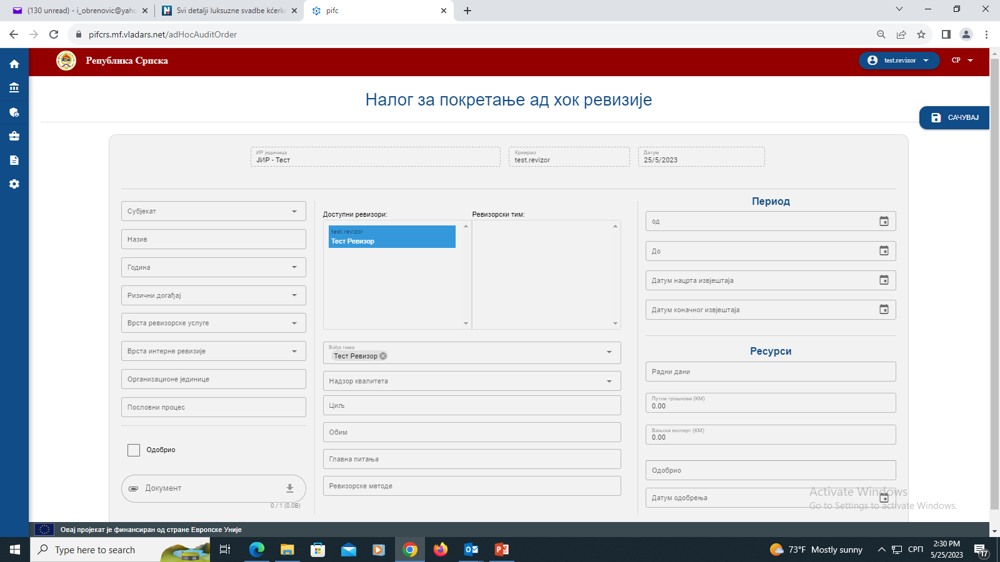 (130 unread) - i_obrenovic@yaho
Svi detalji luksuzne svadbe kćerke
pifc
pifcrs.mf.vladars.net/adHocAuditOrder
Република Српска
test.revizor
СР
Налог за покретање ад хок ревизије
САЧУВАЈ
ИР јединица
ЈИР - Тест
Креирао
test.revizor
Датум
25/5/2023
Субјекат
Назив
Година
Ризични догађај
Врста ревизорске услуге
Врста интерне ревизије
Организационе јединице
Пословни процес
Одобрио
Документ
0 / 1 (0.0B)
Доступни ревизори:
test.revizor
Тест Ревизор
Ревизорски тим:
Вођа тима
Тест Ревизор
Надзор квалитета
Циљ
Обим
Главна питања
Ревизорске методе
Период
од
До
Датум нацрта извјештаја
Датум коначног извјештаја
Ресурси
Радни дани
Путни трошкови (КМ)
0.00
Вањски експерт (КМ)
0.00
Одобрио
Датум одобрења
Activate Windows
Go to Settings to activate Windows.
Овај пројекат је финансиран од стране Европске Уније
Type here to search
73°F Mostly sunny
СРП
2:30 PM
5/25/2023
17